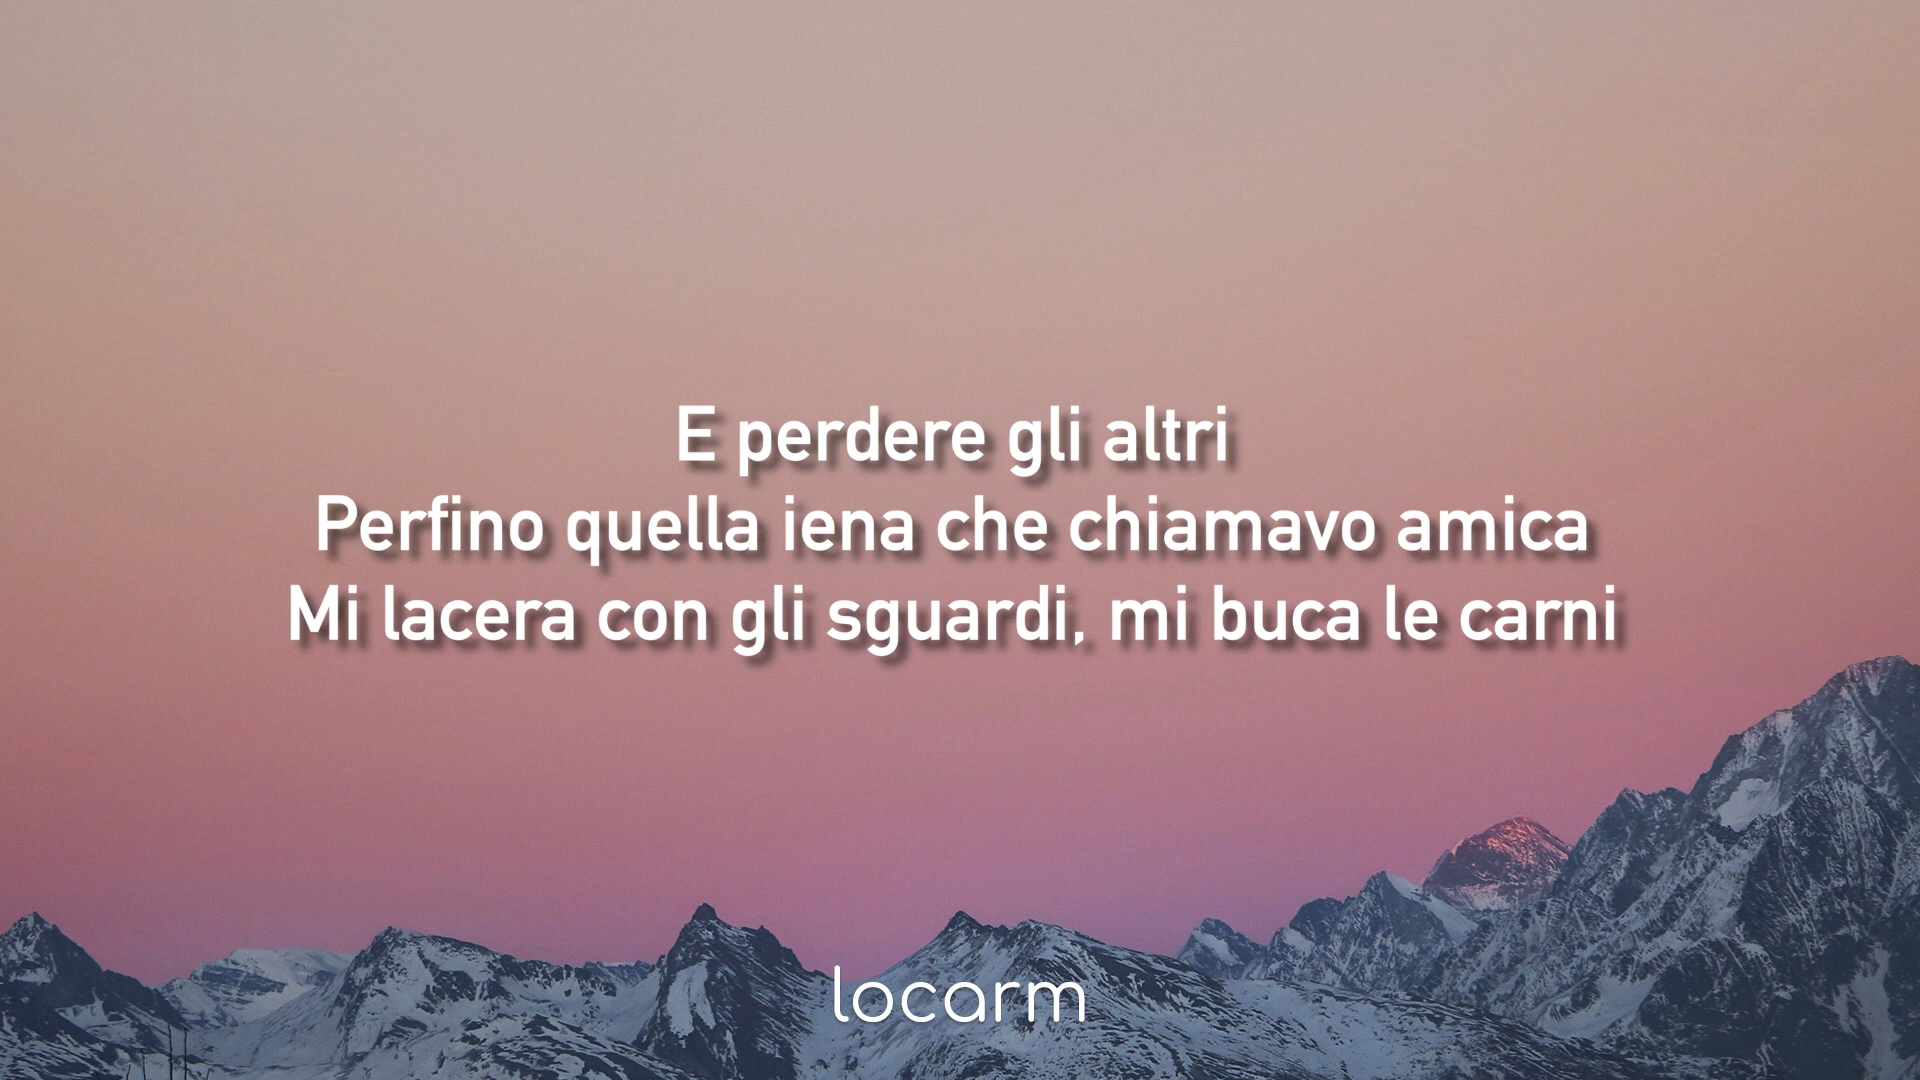 E perdere gli altri
Perfino quella iena che chiamavo amica
Mi lacera con gli sguardi, mi buca le carni
locarm